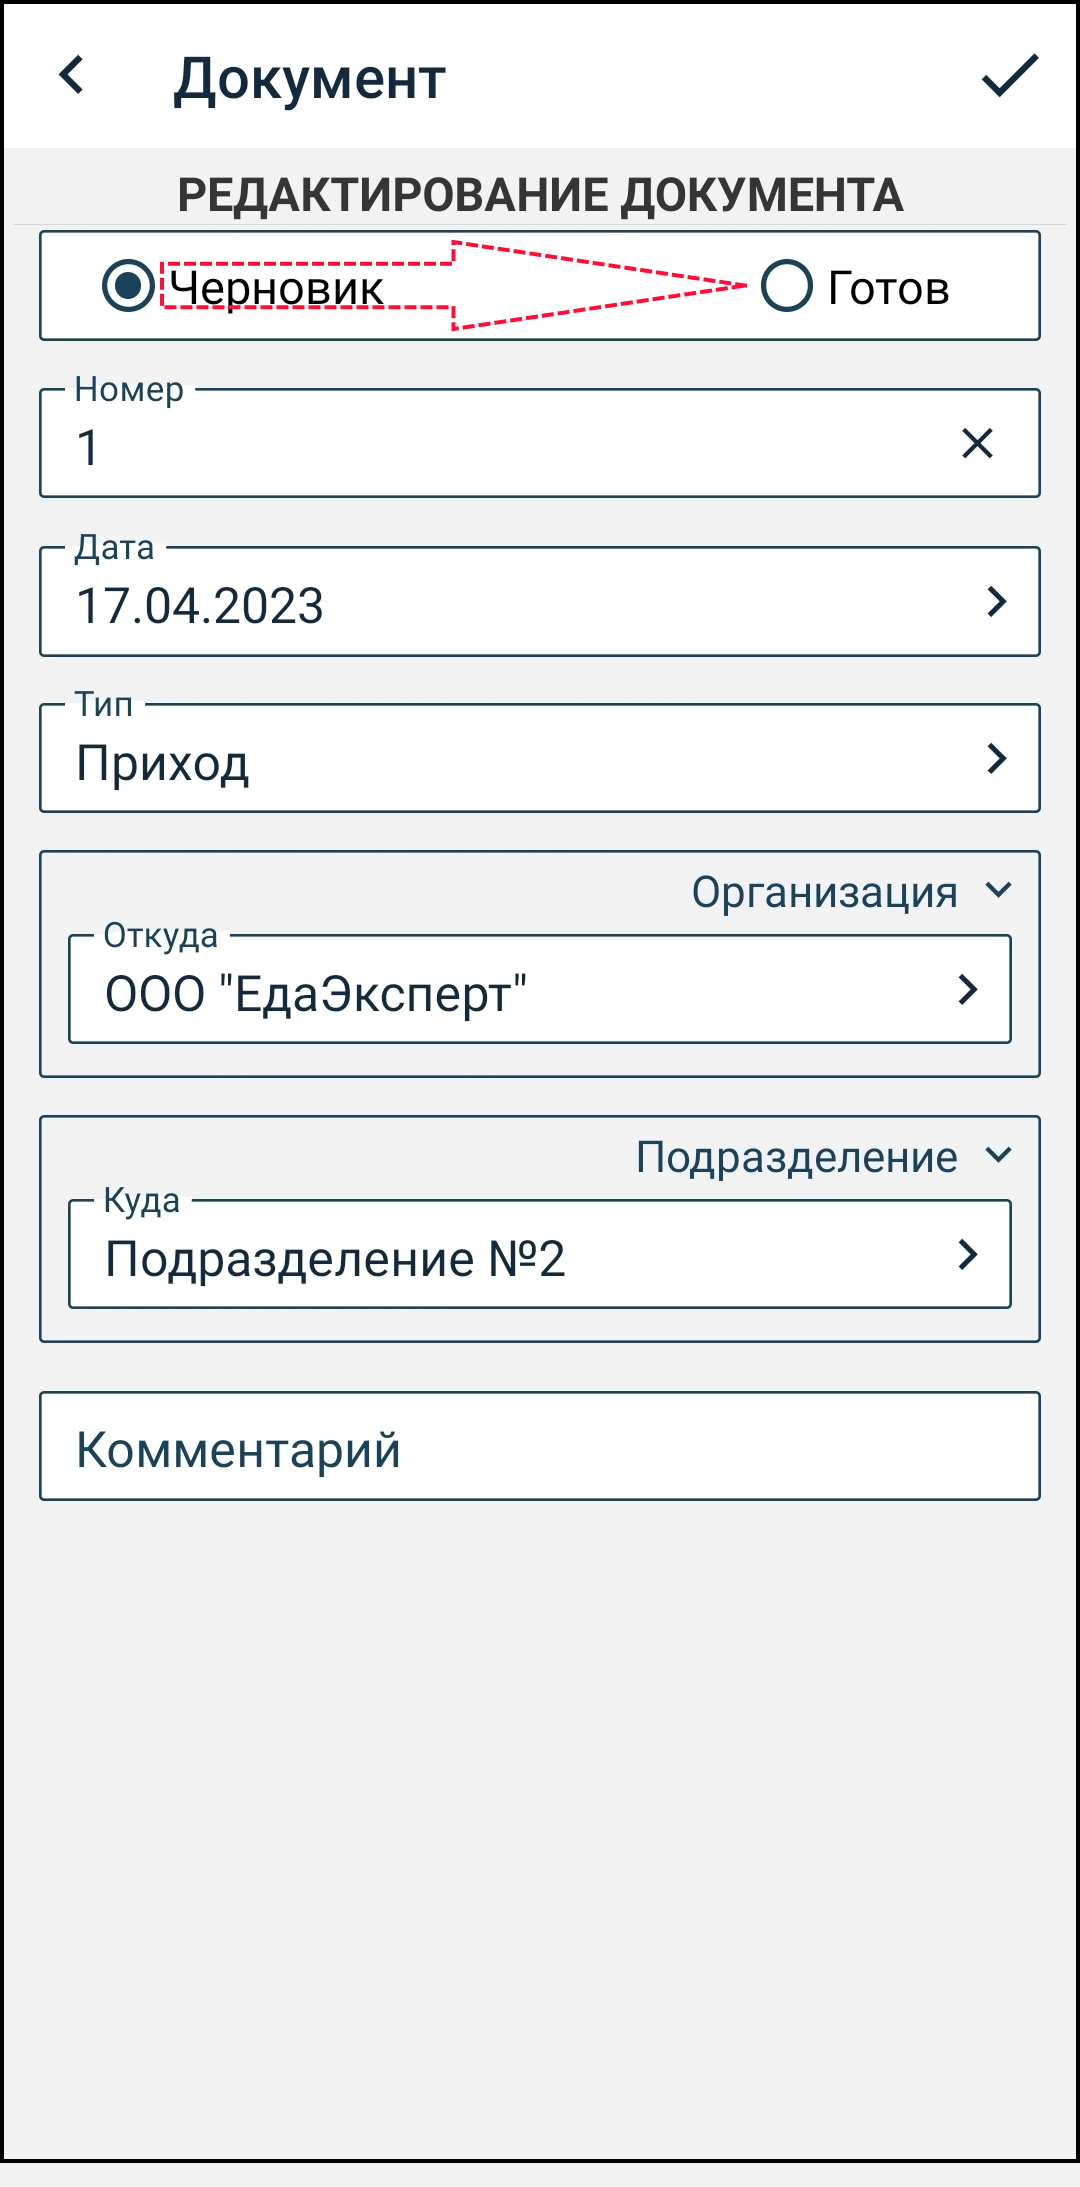 Документ
РЕДАКТИРОВАНИЕ ДОКУМЕНТА
Черновик Готов
Номер
1
Дата
17.04.2023
Тип
Приход
Организация
Откуда
ООО "ЕдаЭксперт"
Подразделение
Куда
Подразделение №2
Комментарий